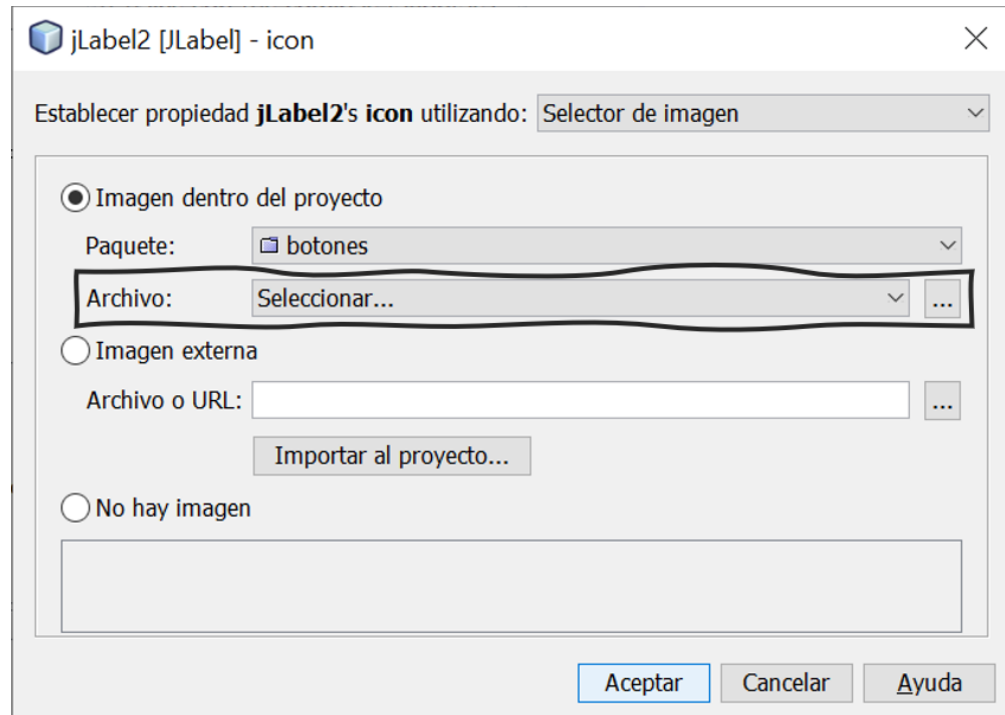 jLabel2 [JLabel] - icon
Establecer propiedad jLabel2's icon utilizando: Selector de imagen
Imagen dentro del proyecto
Paquete: botones
Archivo: Seleccionar... ...
Imagen externa
Archivo o URL: ...
Importar al proyecto...
No hay imagen
Aceptar Cancelar Ayuda